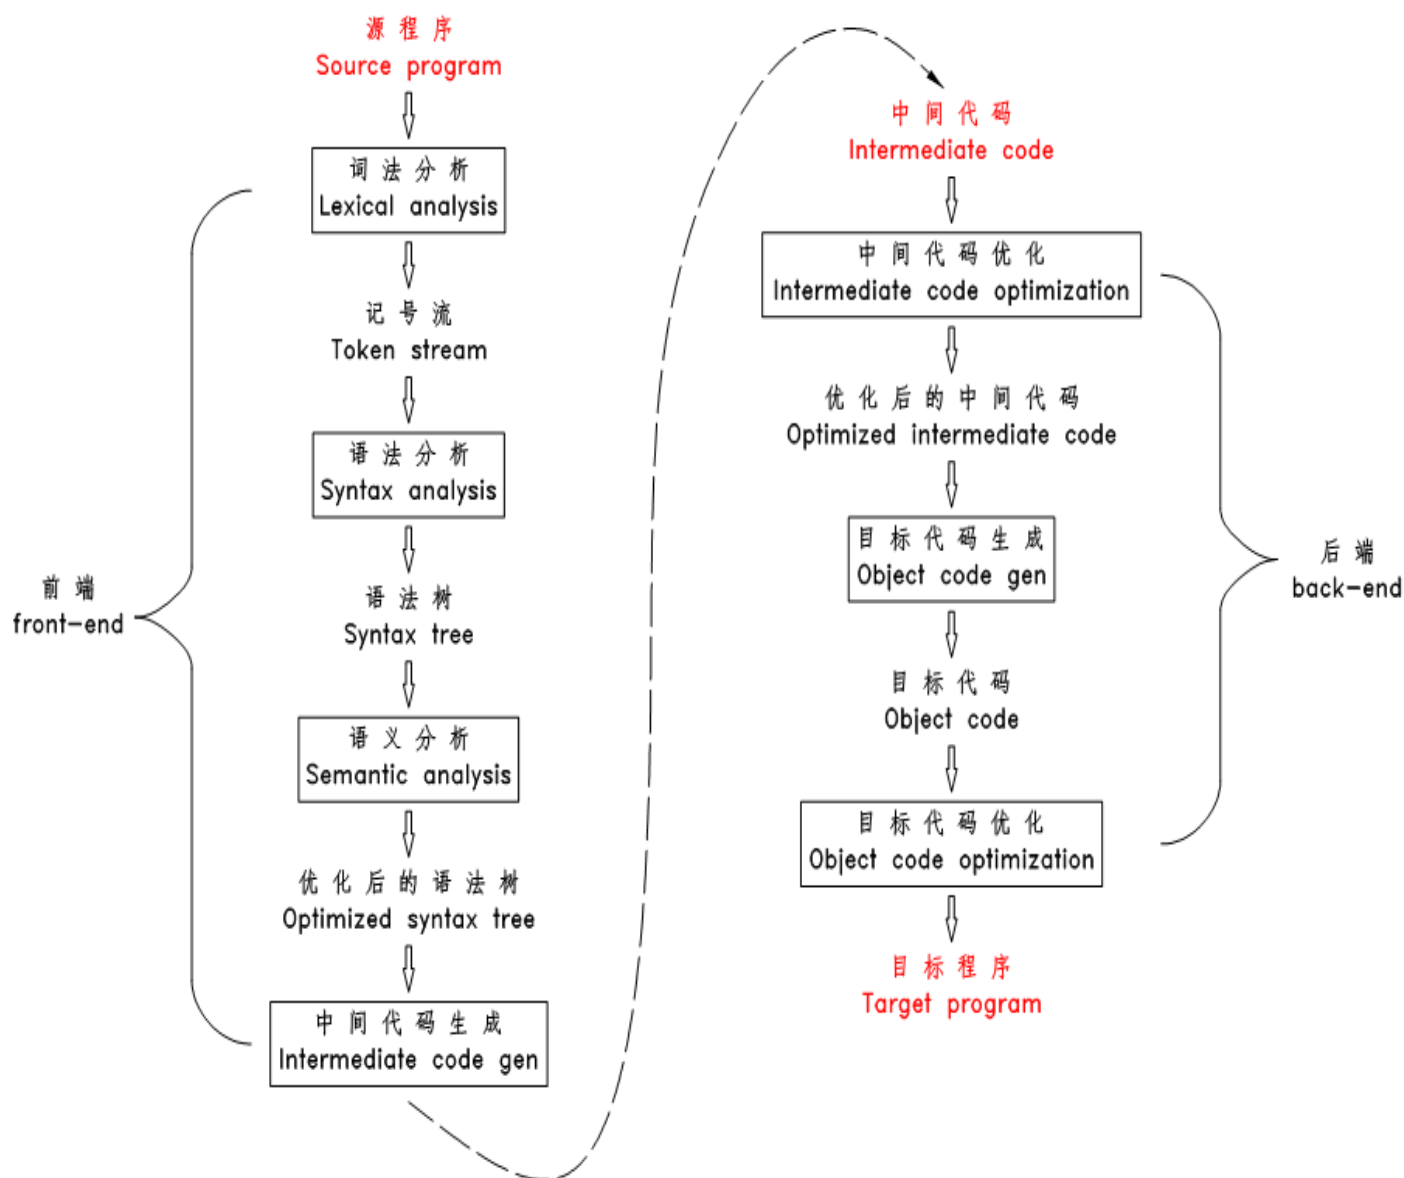 源程序
Source program
词法分析
Lexical analysis
记号流
Token stream
语法分析
Syntax analysis
语法树
Syntax tree
语义分析
Semantic analysis
优化后的语法树
Optimized syntax tree
中间代码生成
Intermediate code gen
前端
front-end
中间代码
Intermediate code
中间代码优化
Intermediate code optimization
优化后的中间代码
Optimized intermediate code
目标代码生成
Object code gen
目标代码
Object code
目标代码优化
Object code optimization
目标程序
Target program
后端
back-end